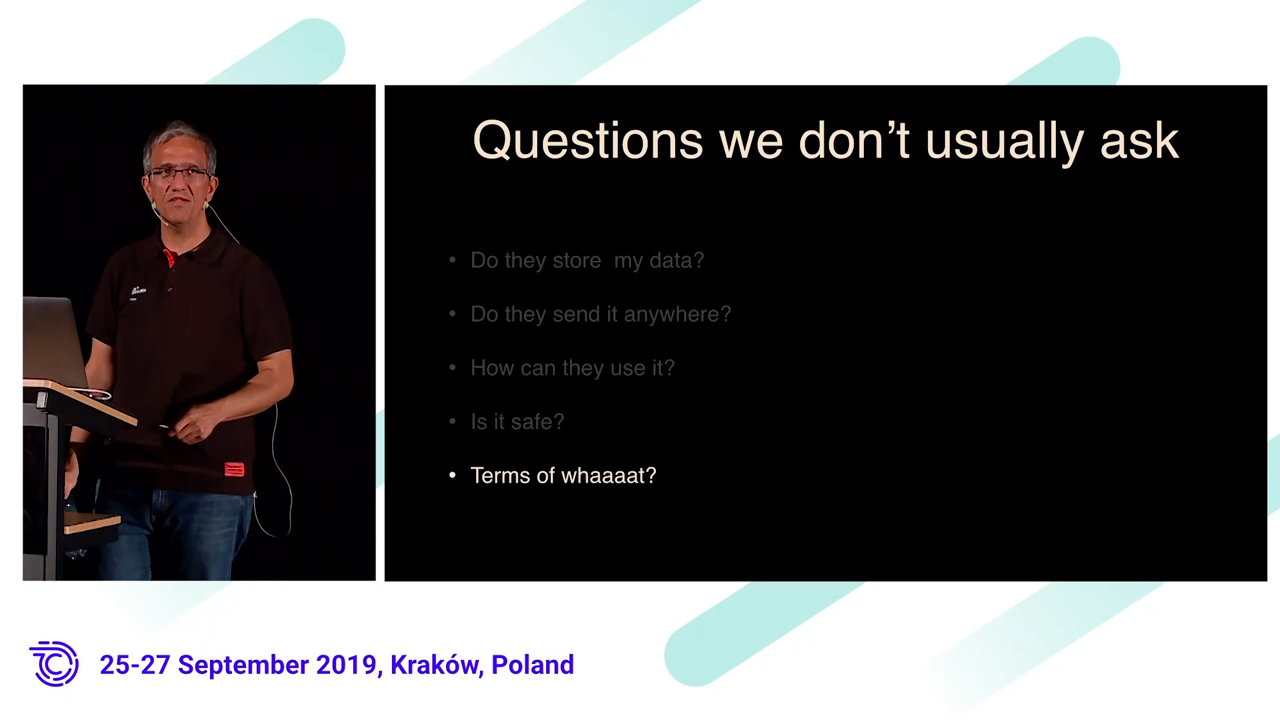 Questions we don't usually ask
• Do they store  my data?
• Do they send it anywhere?
• How can they use it?
• Is it safe?
• Terms of whaaaat?
25-27 September 2019, Kraków, Poland